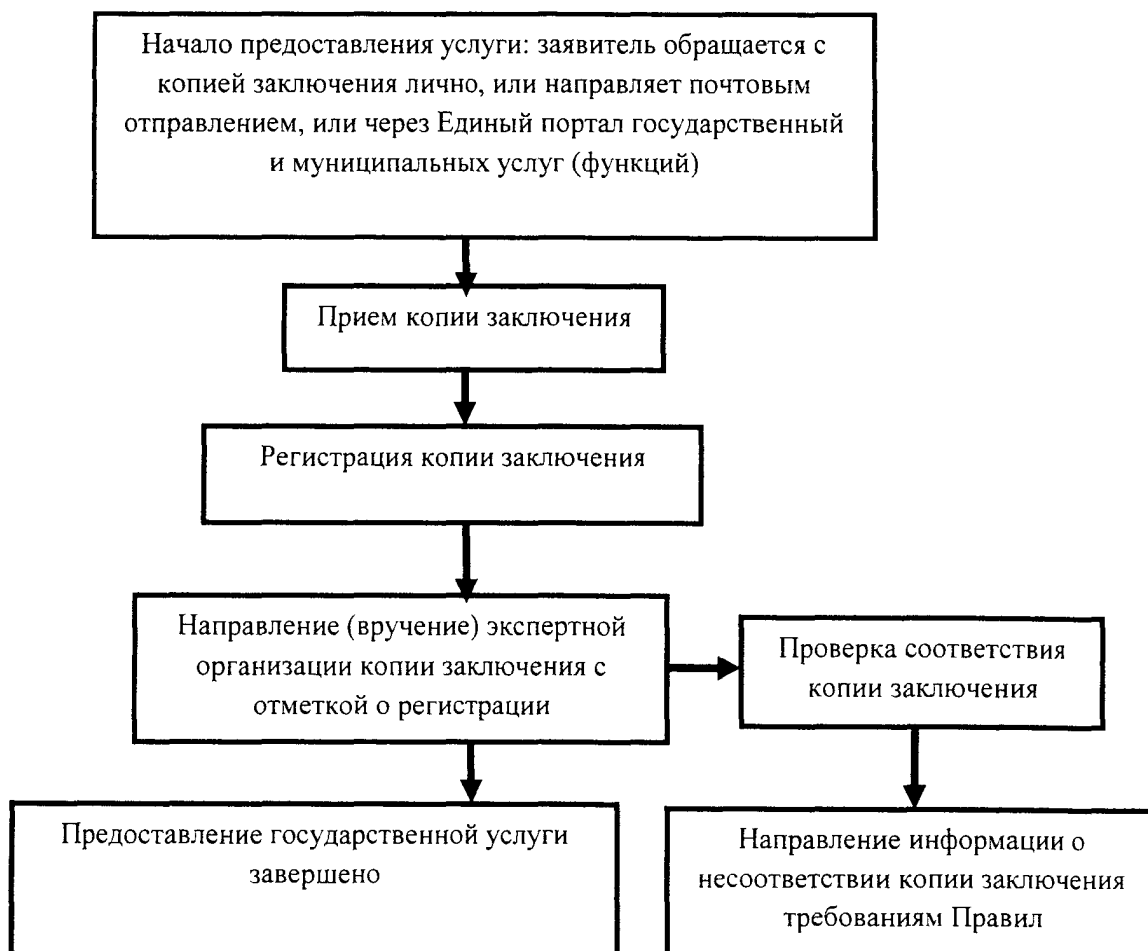 Начало предоставления услуги: заявитель обращается с
копией заключения лично, или направляет почтовым
отправлением, или через Единый портал государственный
и муниципальных услуг (функций)
Прием копии заключения
Регистрация копии заключения
Направление (вручение) экспертной
организации копии заключения с
отметкой о регистрации
Проверка соответствия
копии заключения
Предоставление государственной услуги
завершено
Направление информации о
несоответствии копии заключения
требованиям Правил